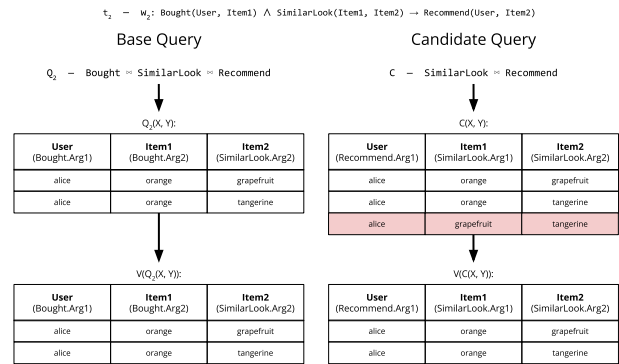 t₂ — w₂: Bought(User, Item1) ∧ SimilarLook(Item1, Item2) → Recommend(User, Item2)
Base Query
Q₂ — Bought ⋈ SimilarLook ⋈ Recommend
Q₂(X, Y):
User Item1 Item2
(Bought.Arg1) (Bought.Arg2) (SimilarLook.Arg2)
alice orange grapefruit
alice orange tangerine
V(Q₂(X, Y)):
User Item1 Item2
(Bought.Arg1) (Bought.Arg2) (SimilarLook.Arg2)
alice orange grapefruit
alice orange tangerine
Candidate Query
C — SimilarLook ⋈ Recommend
C(X, Y):
User Item1 Item2
(Recommend.Arg1) (SimilarLook.Arg1) (SimilarLook.Arg2)
alice orange grapefruit
alice orange tangerine
alice grapefruit tangerine
V(C(X, Y)):
User Item1 Item2
(Recommend.Arg1) (SimilarLook.Arg1) (SimilarLook.Arg2)
alice orange grapefruit
alice orange tangerine